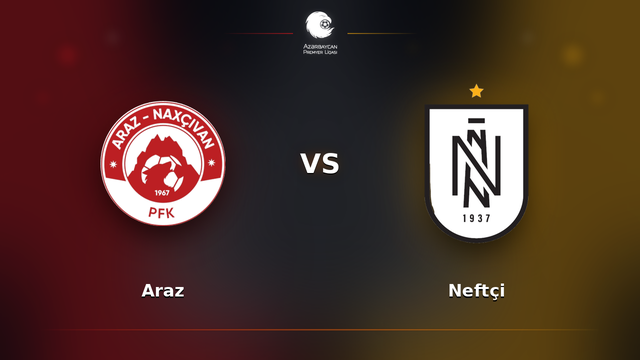 AZƏRBAYCAN
PREMYER LİQASI
ARAZ - NAXÇIVAN
1967
PFK
VS
1937
Araz
Neftçi